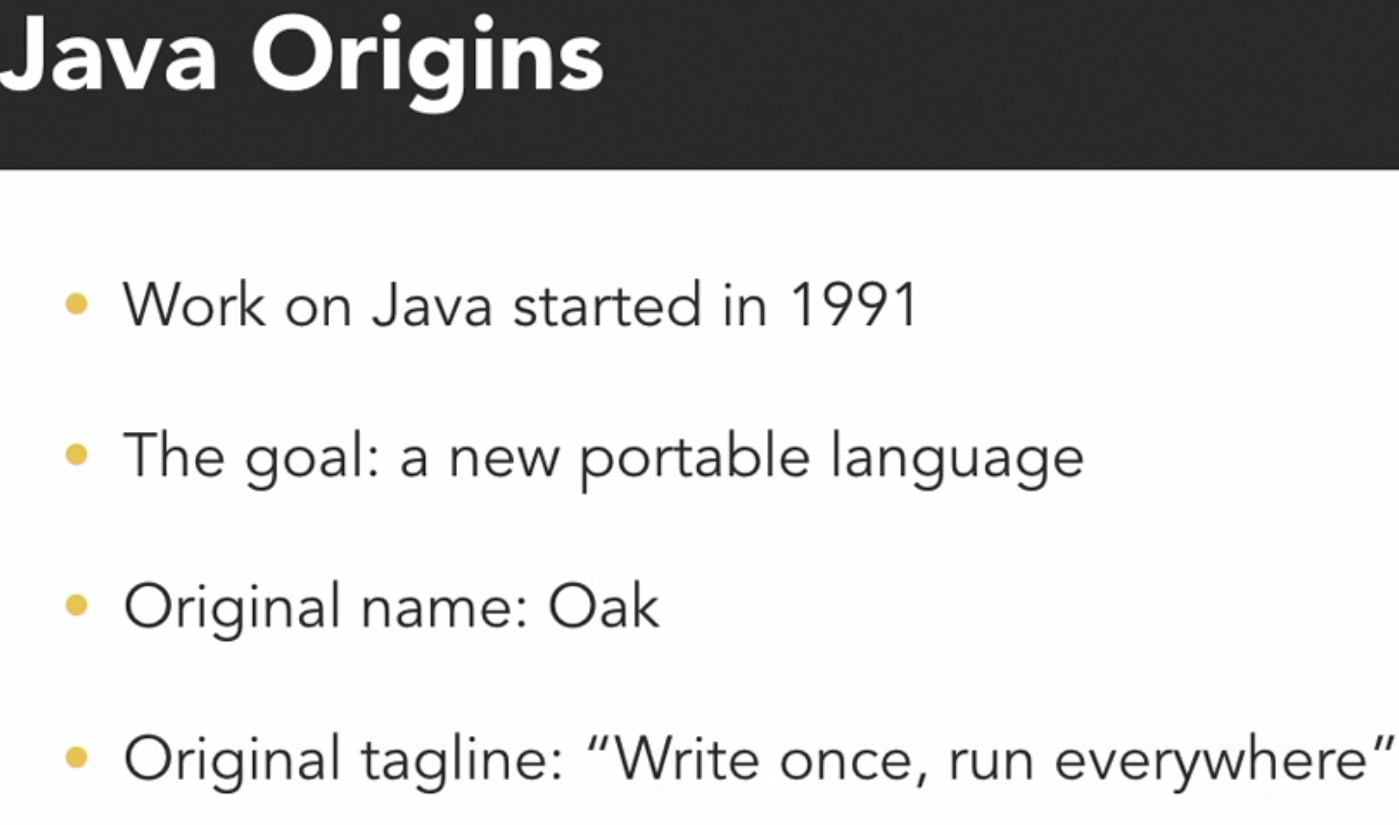 Java Origins
• Work on Java started in 1991
• The goal: a new portable language
• Original name: Oak
• Original tagline: “Write once, run everywhere”